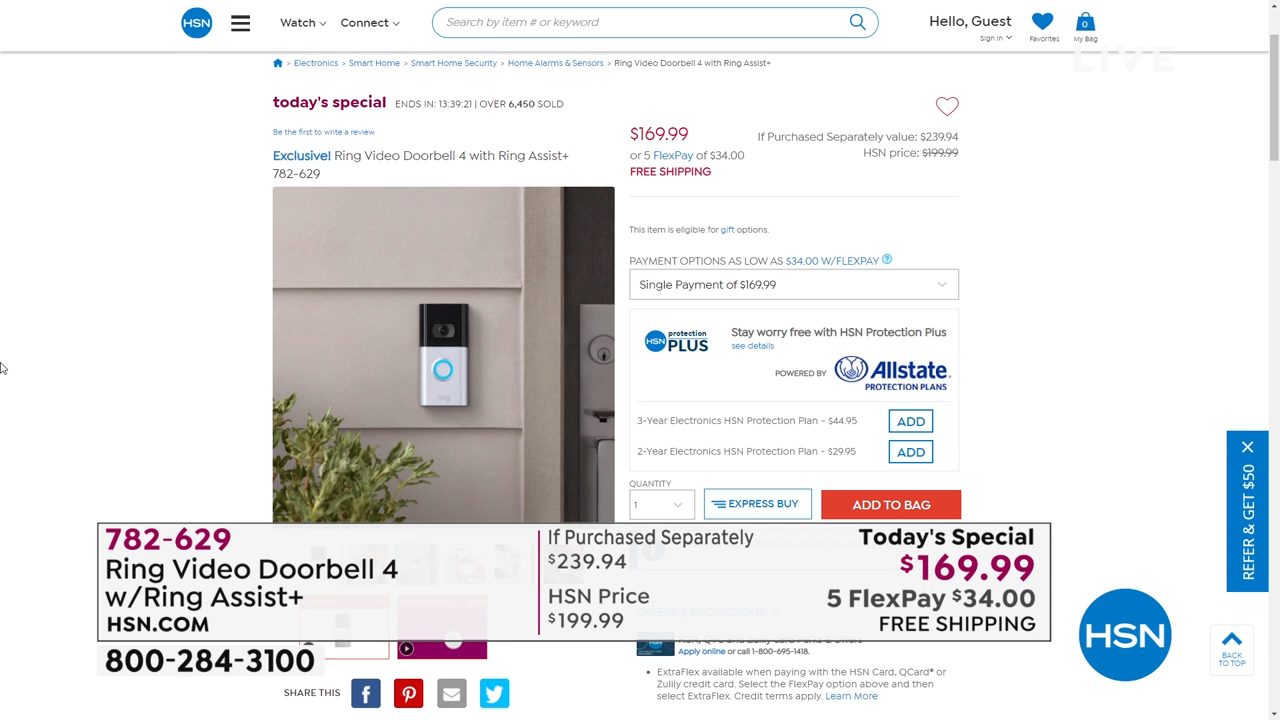 HSN
Watch
Connect
Search by item # or keyword
Hello, Guest
Sign In
Favorites
0
My Bag
LIVE
> Electronics > Smart Home > Smart Home Security > Home Alarms & Sensors > Ring Video Doorbell 4 with Ring Assist+
today's special ENDS IN: 13:39:21 | OVER 6,450 SOLD
Be the first to write a review
Exclusive! Ring Video Doorbell 4 with Ring Assist+
782-629
ring
$169.99
If Purchased Separately value: $239.94
or 5 FlexPay of $34.00
HSN price: $199.99
FREE SHIPPING
This item is eligible for gift options.
PAYMENT OPTIONS AS LOW AS $34.00 W/FLEXPAY ?
Single Payment of $169.99
HSN protection PLUS
Stay worry free with HSN Protection Plus
see details
POWERED BY Allstate
PROTECTION PLANS
3-Year Electronics HSN Protection Plan - $44.95 ADD
2-Year Electronics HSN Protection Plan - $29.95 ADD
QUANTITY
1
EXPRESS BUY
ADD TO BAG
REFER & GET $50
782-629
Ring Video Doorbell 4
w/Ring Assist+
HSN.COM
If Purchased Separately
$239.94
HSN Price
$199.99
Today's Special
$169.99
5 FlexPay $34.00
FREE SHIPPING
800-284-3100
OFFERS & PROMOTIONS
Apply online or call 1-800-695-1418.
• ExtraFlex available when paying with the HSN Card, QCard® or
Zulily credit card. Select the FlexPay option above and then
select ExtraFlex. Credit terms apply. Learn More
SHARE THIS
HSN
BACK
TO TOP